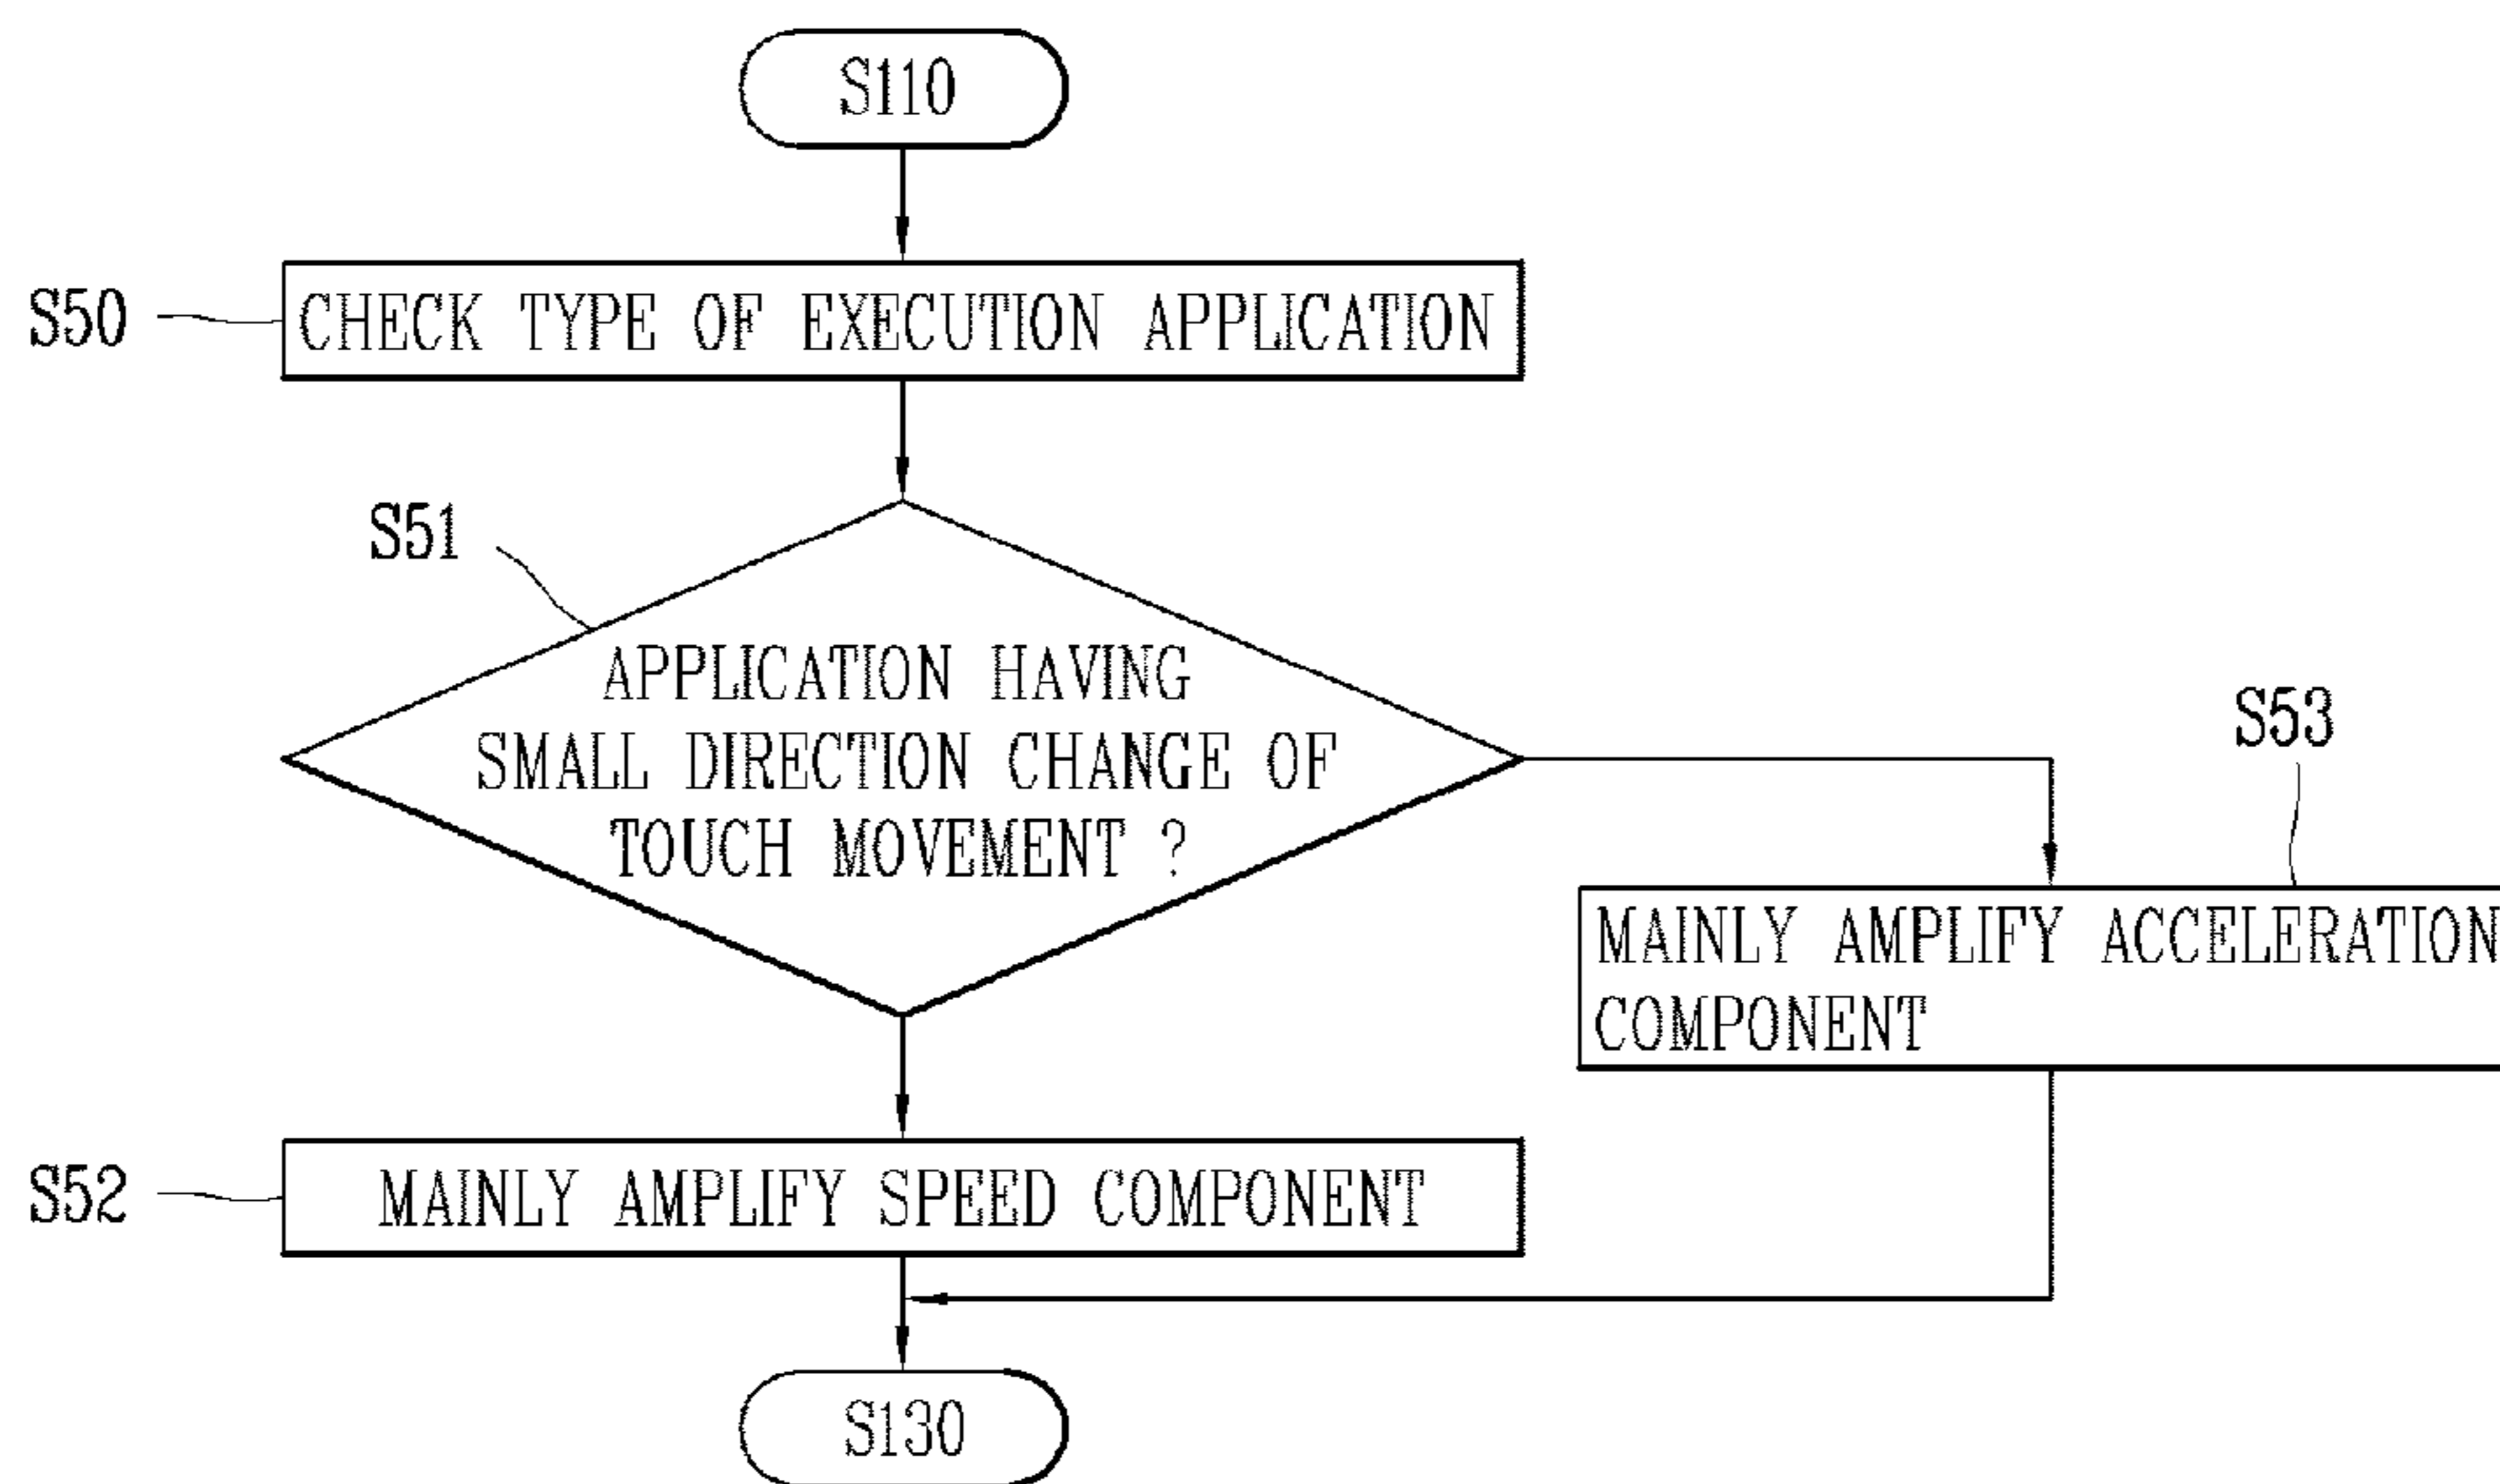 S110
S50
CHECK TYPE OF EXECUTION APPLICATION
S51
APPLICATION HAVING
SMALL DIRECTION CHANGE OF
TOUCH MOVEMENT ?
S53
MAINLY AMPLIFY ACCELERATION
COMPONENT
S52
MAINLY AMPLIFY SPEED COMPONENT
S130